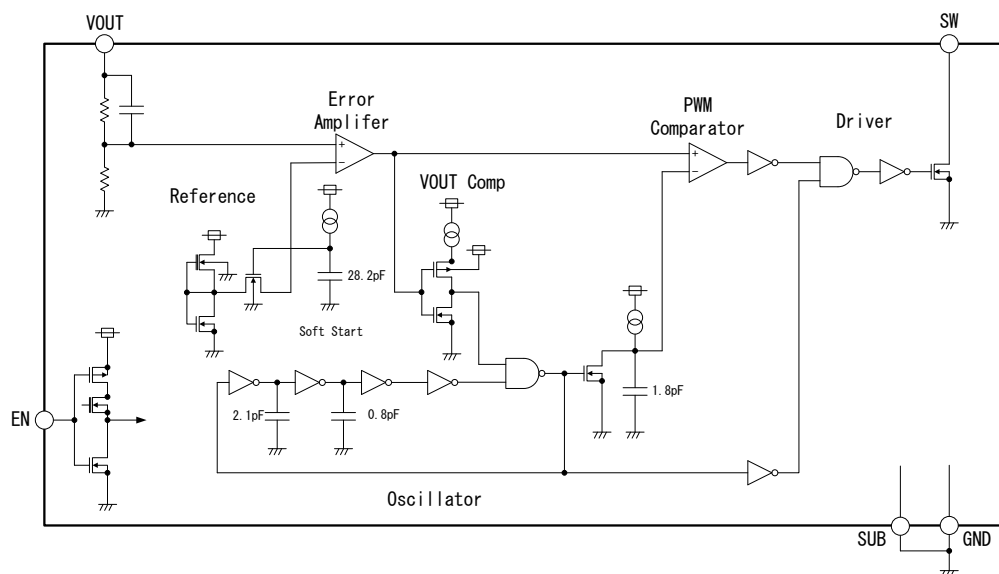 VOUT
SW
Error
Amplifer
PWM
Comparator
Driver
Reference
VOUT Comp
28.2pF
Soft Start
1.8pF
EN
2.1pF
0.8pF
Oscillator
SUB
GND
+
−
+
−